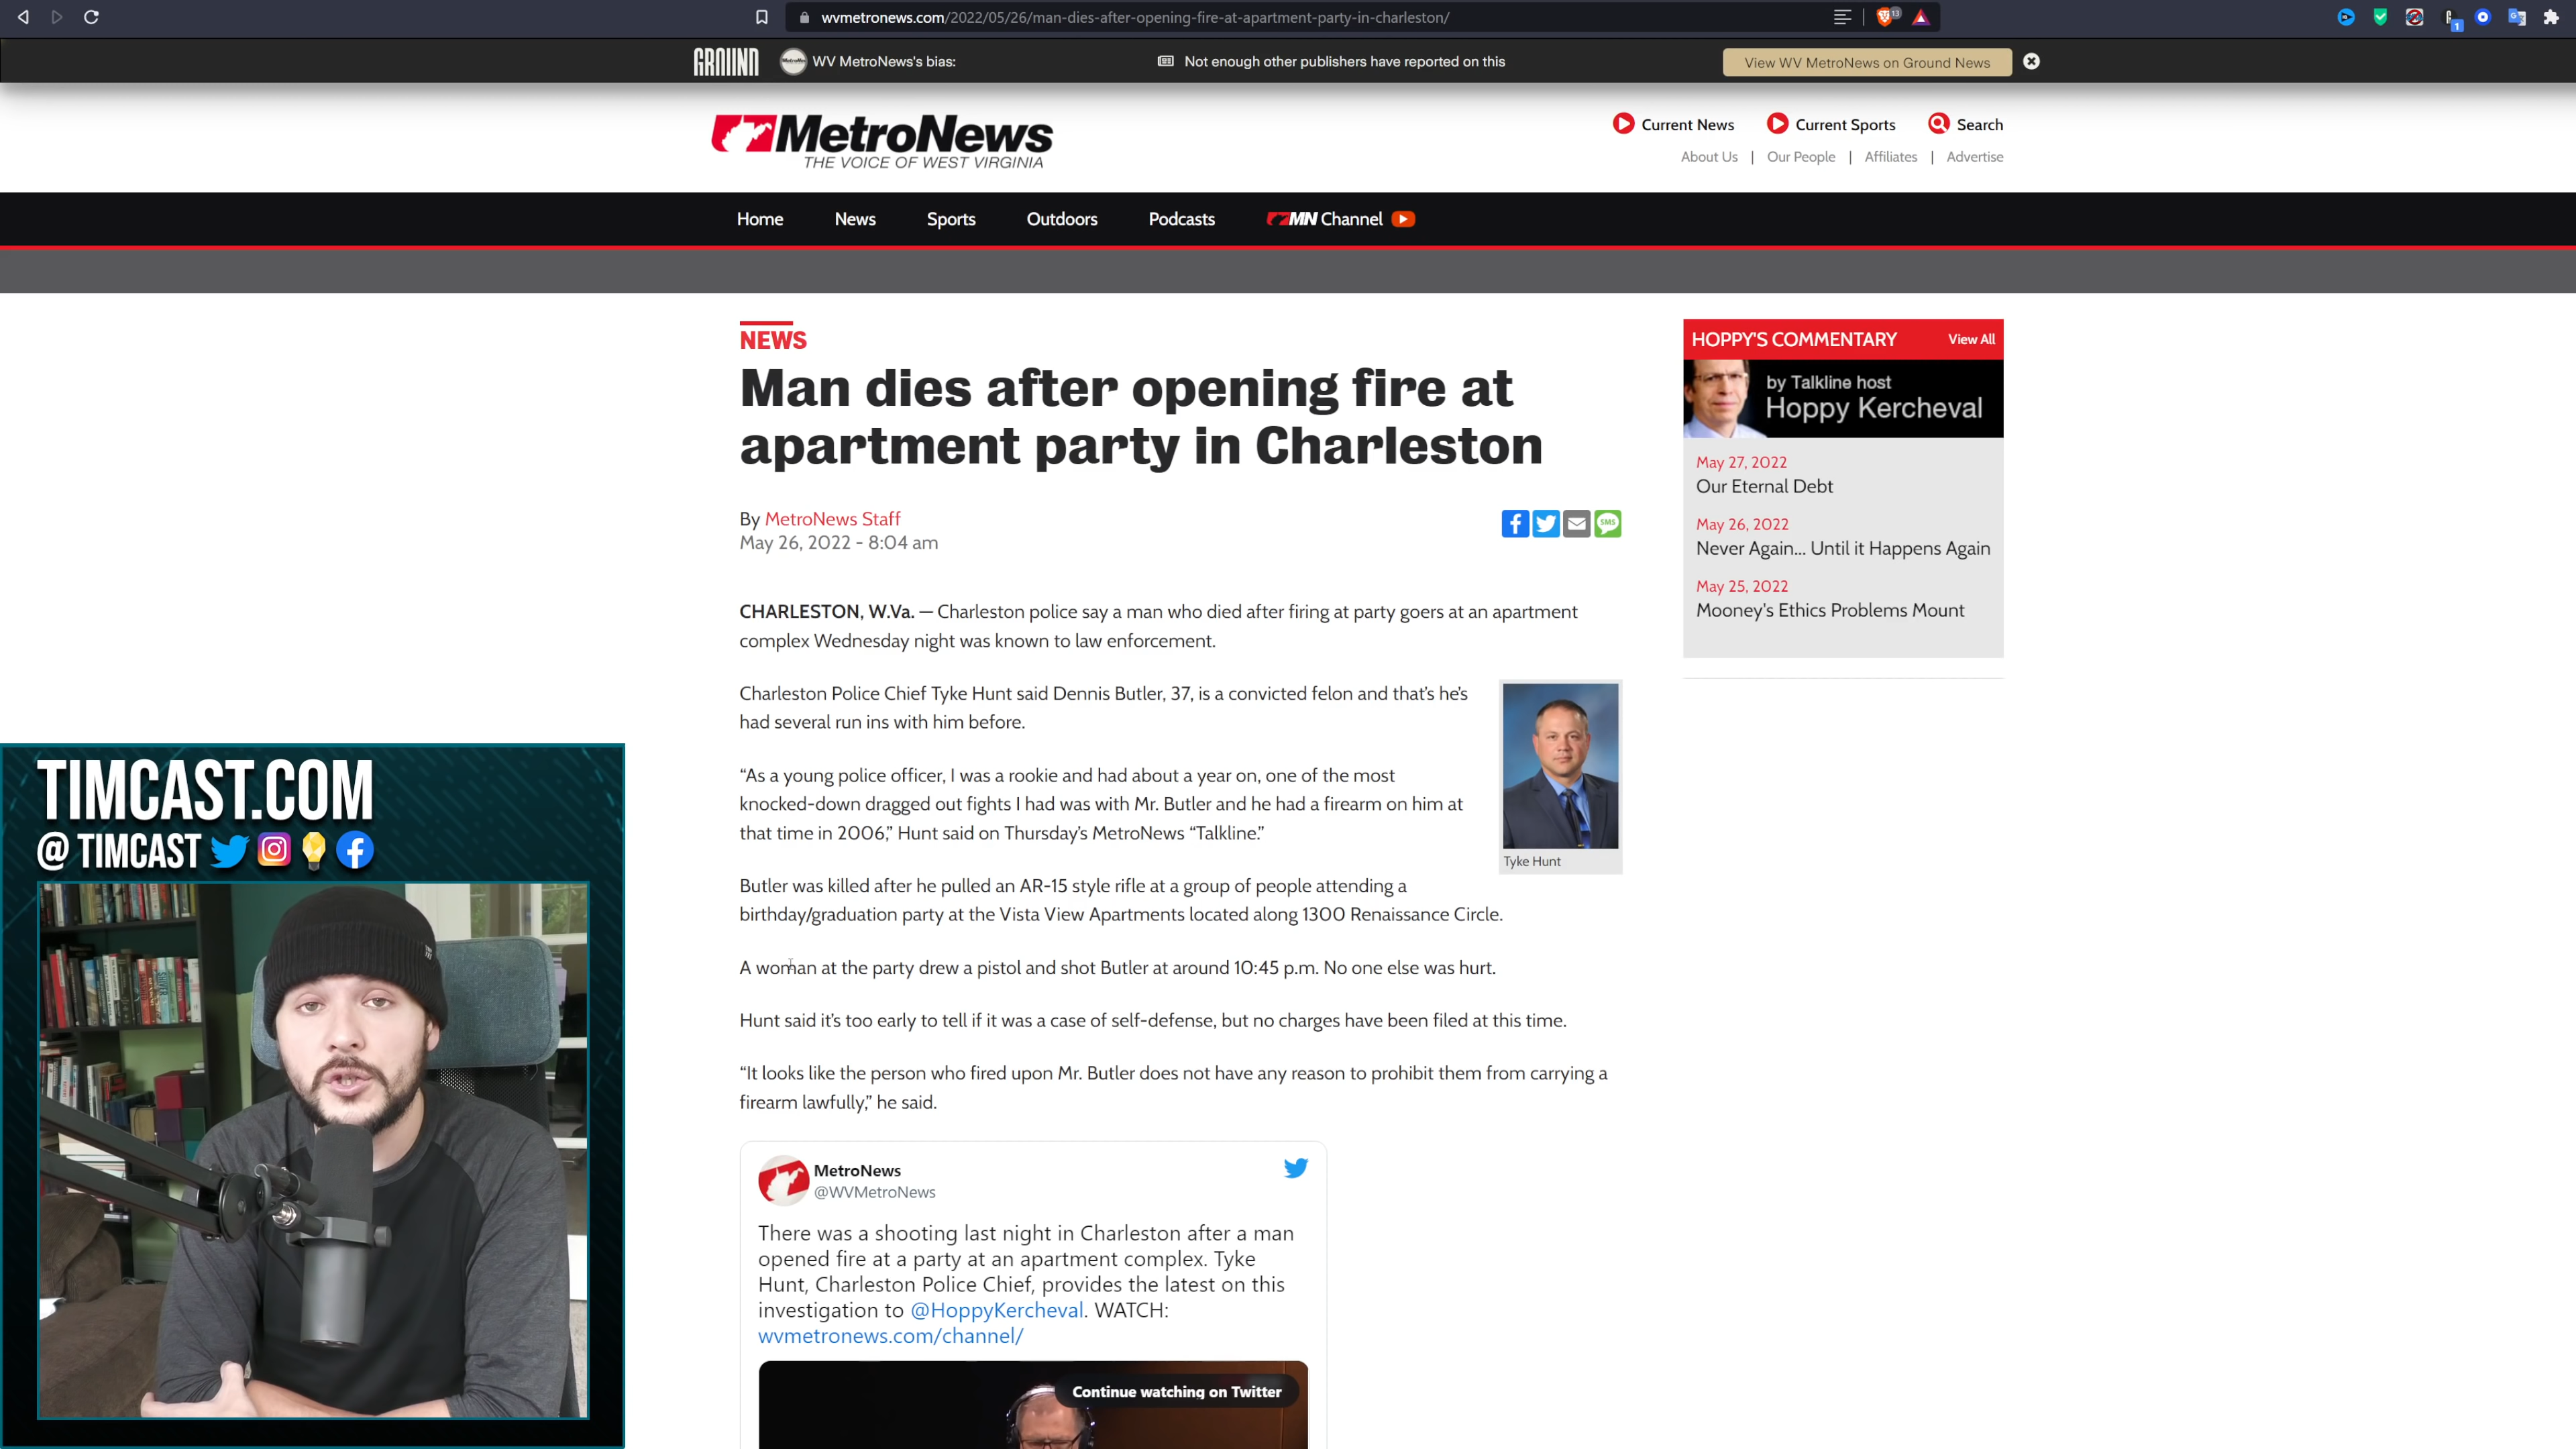 wvmetronews.com/2022/05/26/man-dies-after-opening-fire-at-apartment-party-in-charleston/
13
1
GROUND
WV MetroNews's bias:
Not enough other publishers have reported on this
View WV MetroNews on Ground News
MetroNews
THE VOICE OF WEST VIRGINIA
Current News
Current Sports
Search
About Us | Our People | Affiliates | Advertise
Home
News
Sports
Outdoors
Podcasts
MN Channel
NEWS
Man dies after opening fire at
apartment party in Charleston
By MetroNews Staff
May 26, 2022 - 8:04 am
SMS
CHARLESTON, W.Va. — Charleston police say a man who died after firing at party goers at an apartment
complex Wednesday night was known to law enforcement.
Charleston Police Chief Tyke Hunt said Dennis Butler, 37, is a convicted felon and that's he's
had several run ins with him before.
“As a young police officer, I was a rookie and had about a year on, one of the most
knocked-down dragged out fights I had was with Mr. Butler and he had a firearm on him at
that time in 2006,” Hunt said on Thursday’s MetroNews “Talkline.”
Tyke Hunt
Butler was killed after he pulled an AR-15 style rifle at a group of people attending a
birthday/graduation party at the Vista View Apartments located along 1300 Renaissance Circle.
A woman at the party drew a pistol and shot Butler at around 10:45 p.m. No one else was hurt.
Hunt said it’s too early to tell if it was a case of self-defense, but no charges have been filed at this time.
“It looks like the person who fired upon Mr. Butler does not have any reason to prohibit them from carrying a
firearm lawfully,” he said.
MetroNews
@WVMetroNews
There was a shooting last night in Charleston after a man
opened fire at a party at an apartment complex. Tyke
Hunt, Charleston Police Chief, provides the latest on this
investigation to @HoppyKercheval. WATCH:
wvmetronews.com/channel/
Continue watching on Twitter
HOPPY'S COMMENTARY
View All
by Talkline host
Hoppy Kercheval
May 27, 2022
Our Eternal Debt
May 26, 2022
Never Again... Until it Happens Again
May 25, 2022
Mooney's Ethics Problems Mount
TIMCAST.COM
@ TIMCAST